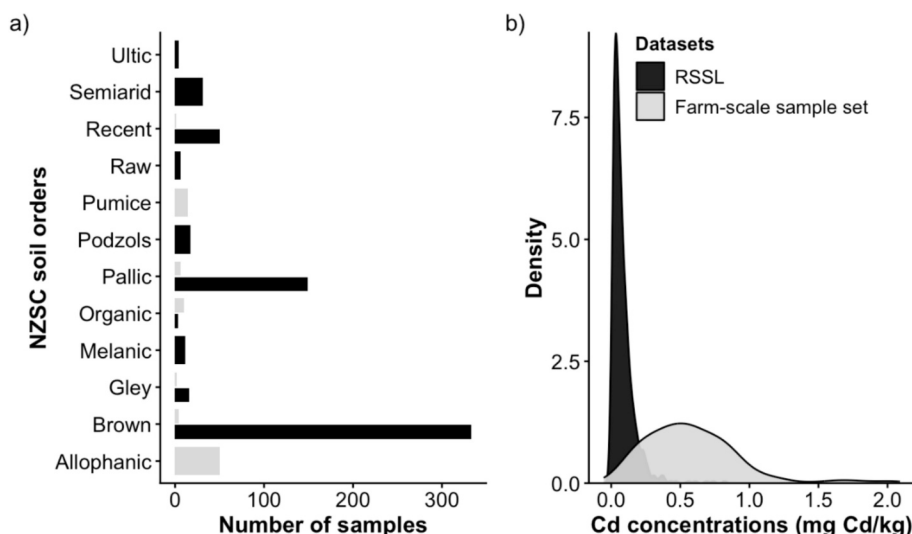 a)
NZSC soil orders
Ultic
Semiarid
Recent
Raw
Pumice
Podzols
Pallic
Organic
Melanic
Gley
Brown
Allophanic
0 100 200 300
Number of samples
b)
Datasets
RSSL
Farm-scale sample set
Density
7.5
5.0
2.5
0.0
0.0 0.5 1.0 1.5 2.0
Cd concentrations (mg Cd/kg)